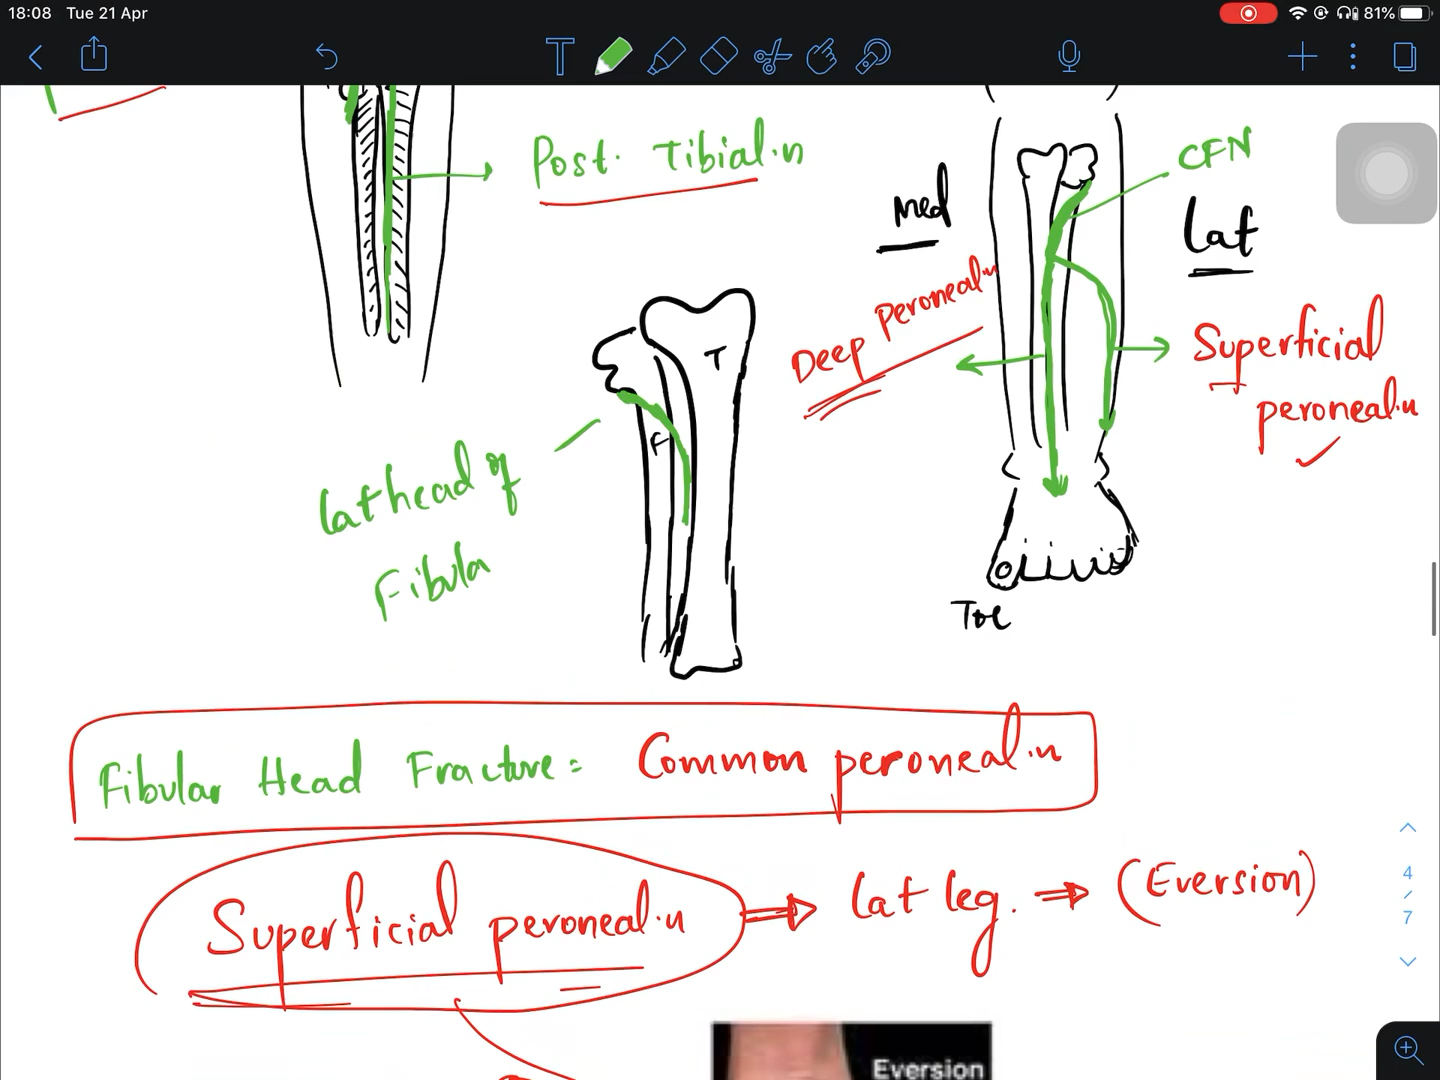 18:08 Tue 21 Apr
81%
T
Post. Tibial.n
CFN
Med
Lat
Deep Peroneal.n
Superficial
peroneal.n
T
F
Lat head of
Fibula
Toe
Fibular Head Fracture = Common peroneal.n
Superficial peroneal.n ⇒ Lat leg. ⇒ (Eversion)
4
/
7
Eversion